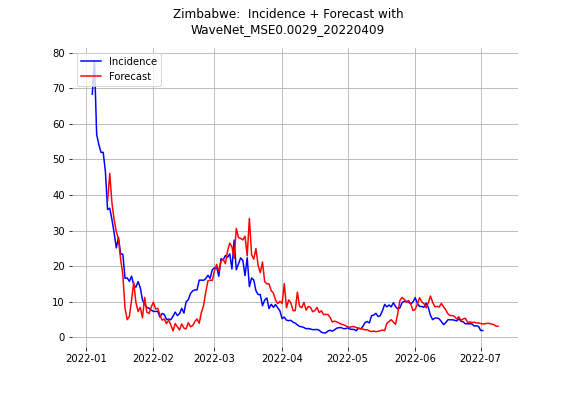 Zimbabwe:  Incidence + Forecast with
WaveNet_MSE0.0029_20220409
Incidence
Forecast
80
70
60
50
40
30
20
10
0
2022-01 2022-02 2022-03 2022-04 2022-05 2022-06 2022-07